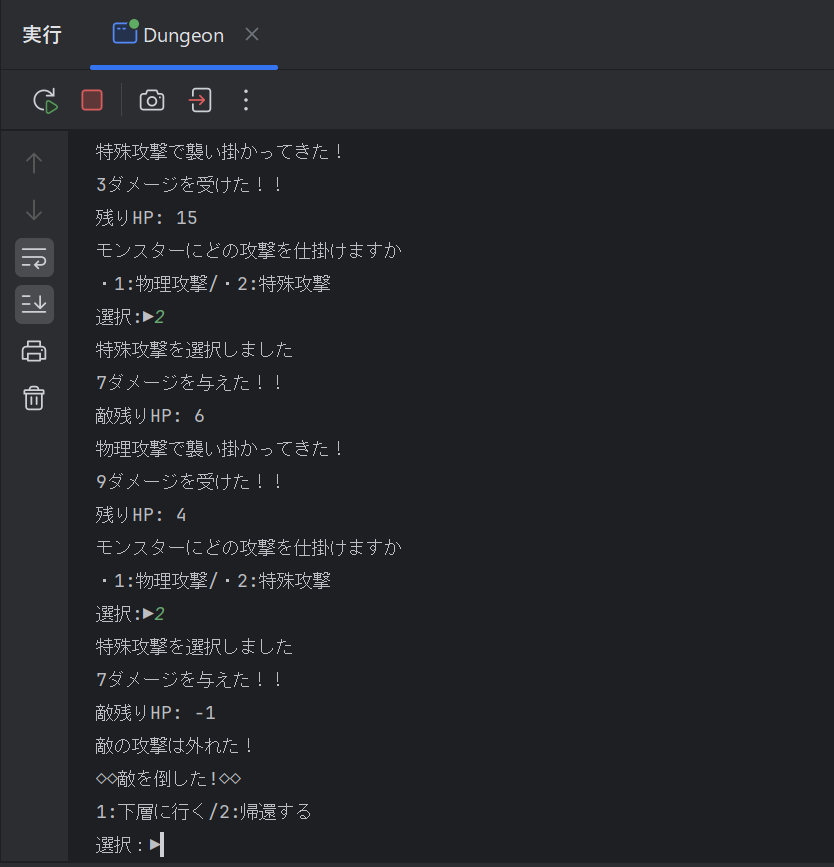 実行
Dungeon
特殊攻撃で襲い掛かってきた！
3ダメージを受けた！！
残りHP: 15
モンスターにどの攻撃を仕掛けますか
・1:物理攻撃/・2:特殊攻撃
選択:▶2
特殊攻撃を選択しました
7ダメージを与えた！！
敵残りHP: 6
物理攻撃で襲い掛かってきた！
9ダメージを受けた！！
残りHP: 4
モンスターにどの攻撃を仕掛けますか
・1:物理攻撃/・2:特殊攻撃
選択:▶2
特殊攻撃を選択しました
7ダメージを与えた！！
敵残りHP: -1
敵の攻撃は外れた！
◇◇敵を倒した!◇◇
1:下層に行く/2:帰還する
選択：▶